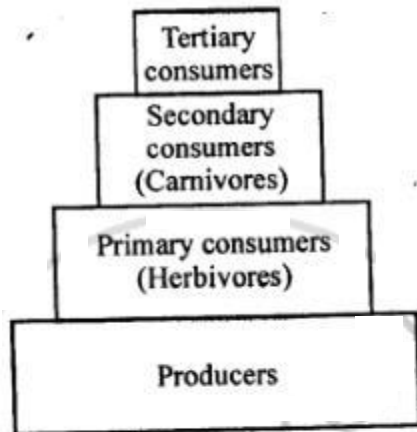 Tertiary
consumers
Secondary
consumers
(Carnivores)
Primary consumers
(Herbivores)
Producers